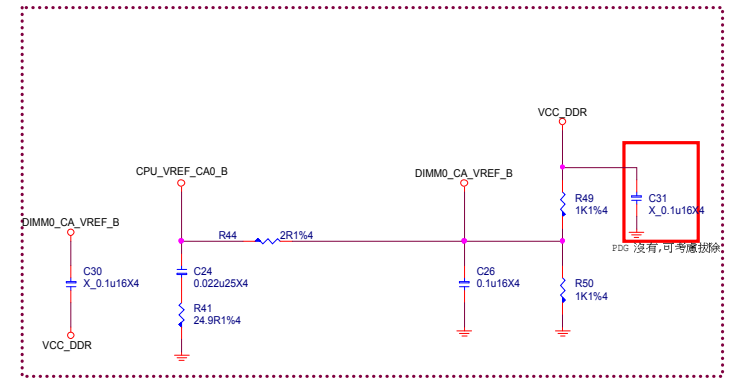 VCC_DDR
CPU_VREF_CA0_B
DIMM0_CA_VREF_B
R49
1K1%4
C31
X_0.1u16X4
DIMM0_CA_VREF_B
R44
2R1%4
PDG 沒有,可考慮拔除
C30
X_0.1u16X4
C24
0.022u25X4
C26
0.1u16X4
R50
1K1%4
R41
24.9R1%4
VCC_DDR